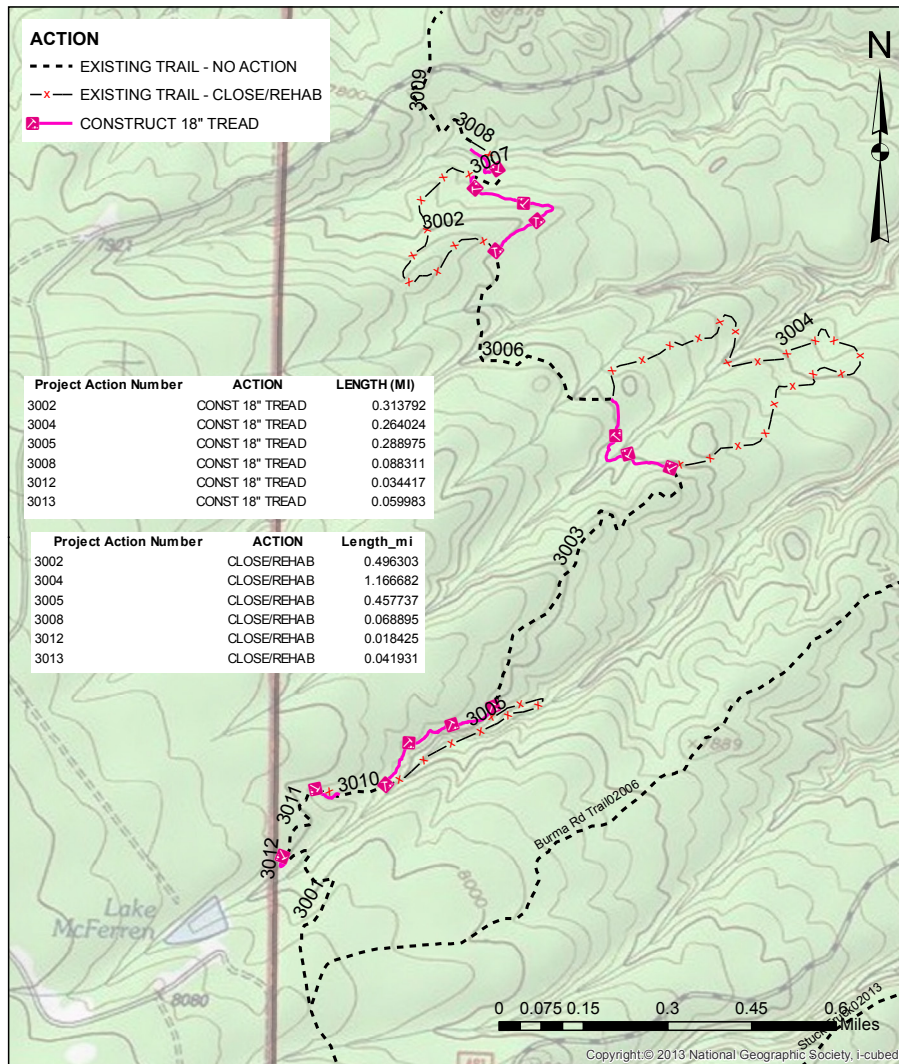 ACTION
EXISTING TRAIL - NO ACTION
EXISTING TRAIL - CLOSE/REHAB
CONSTRUCT 18" TREAD
N
7800
3009
3008
3007
3002
7921
3006
3004
Project Action Number ACTION LENGTH (MI)
3002 CONST 18" TREAD 0.313792
3004 CONST 18" TREAD 0.264024
3005 CONST 18" TREAD 0.288975
3008 CONST 18" TREAD 0.088311
3012 CONST 18" TREAD 0.034417
3013 CONST 18" TREAD 0.059983
Project Action Number ACTION Length_mi
3002 CLOSE/REHAB 0.496303
3004 CLOSE/REHAB 1.166682
3005 CLOSE/REHAB 0.457737
3008 CLOSE/REHAB 0.068895
3012 CLOSE/REHAB 0.018425
3013 CLOSE/REHAB 0.041931
3003
3005
7889
3010
3011
3012
3001
Burma Rd Trail02006
8000
Lake
McFerren
8080
0 0.075 0.15 0.3 0.45 0.6
Miles
Copyright:© 2013 National Geographic Society, i-cubed